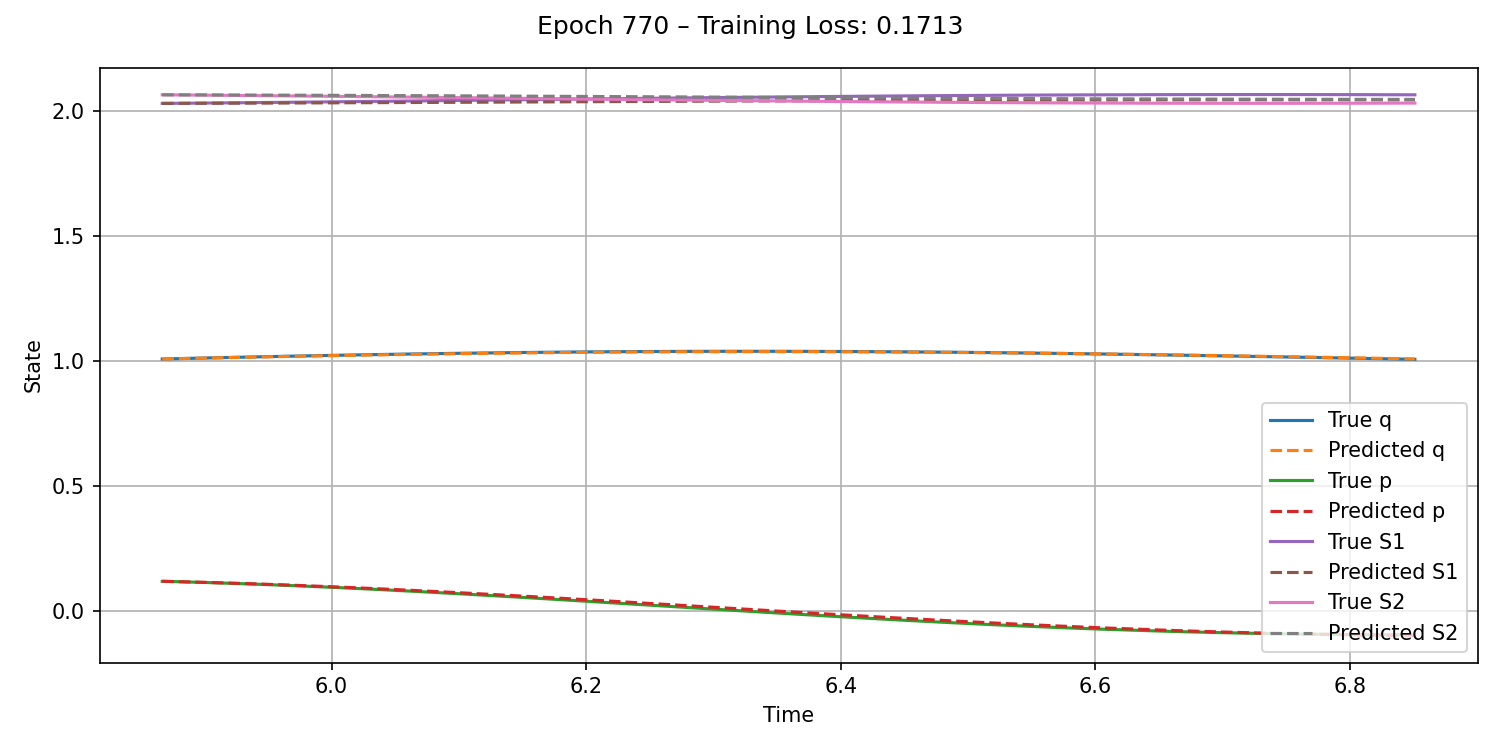 Epoch 770 – Training Loss: 0.1713
2.0
1.5
1.0
0.5
0.0
State
6.0 6.2 6.4 6.6 6.8
Time
True q
Predicted q
True p
Predicted p
True S1
Predicted S1
True S2
Predicted S2